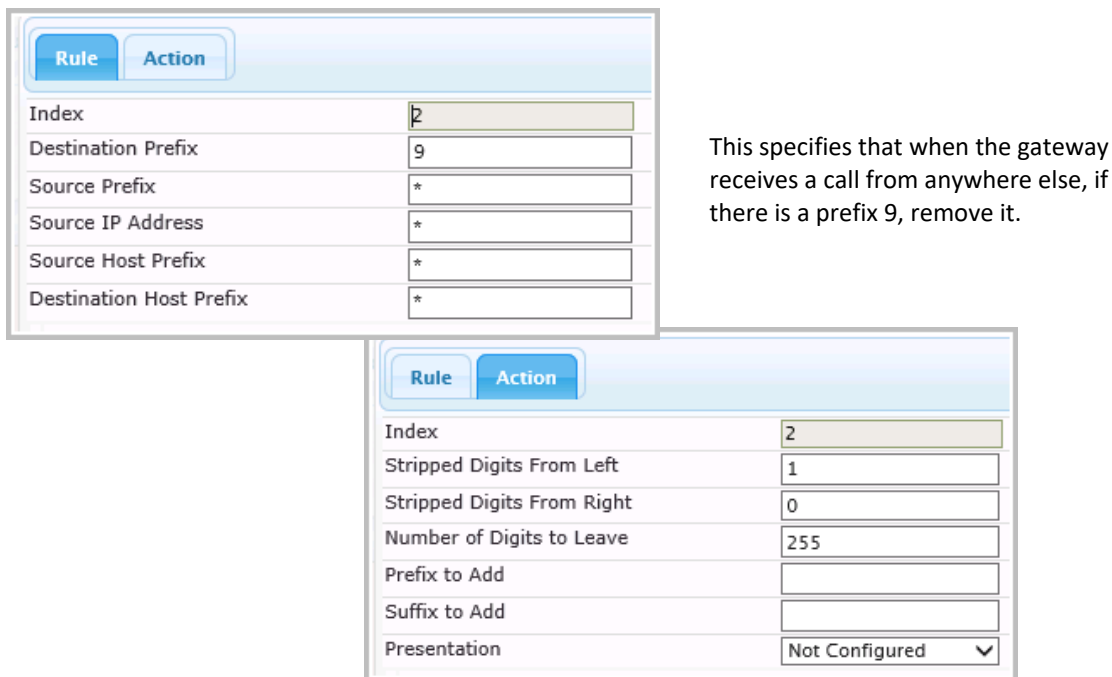 Rule Action
Index 2
Destination Prefix 9
Source Prefix *
Source IP Address *
Source Host Prefix *
Destination Host Prefix *
This specifies that when the gateway
receives a call from anywhere else, if
there is a prefix 9, remove it.
Rule Action
Index 2
Stripped Digits From Left 1
Stripped Digits From Right 0
Number of Digits to Leave 255
Prefix to Add
Suffix to Add
Presentation Not Configured